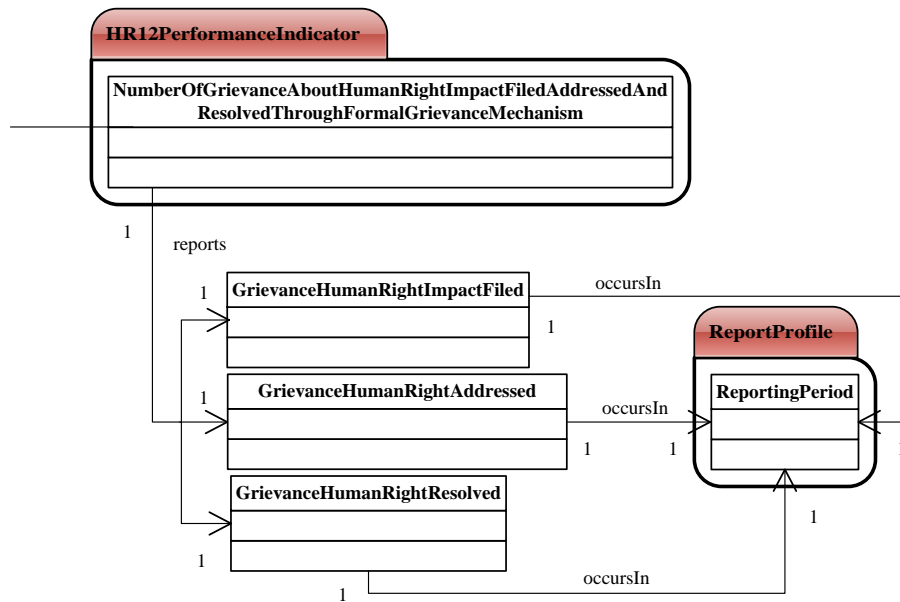 HR12PerformanceIndicator
NumberOfGrievanceAboutHumanRightImpactFiledAddressedAnd
ResolvedThroughFormalGrievanceMechanism
1
reports
1
GrievanceHumanRightImpactFiled
occursIn
1
ReportProfile
1
GrievanceHumanRightAddressed
occursIn
ReportingPeriod
1
1
1
GrievanceHumanRightResolved
1
1
occursIn
1